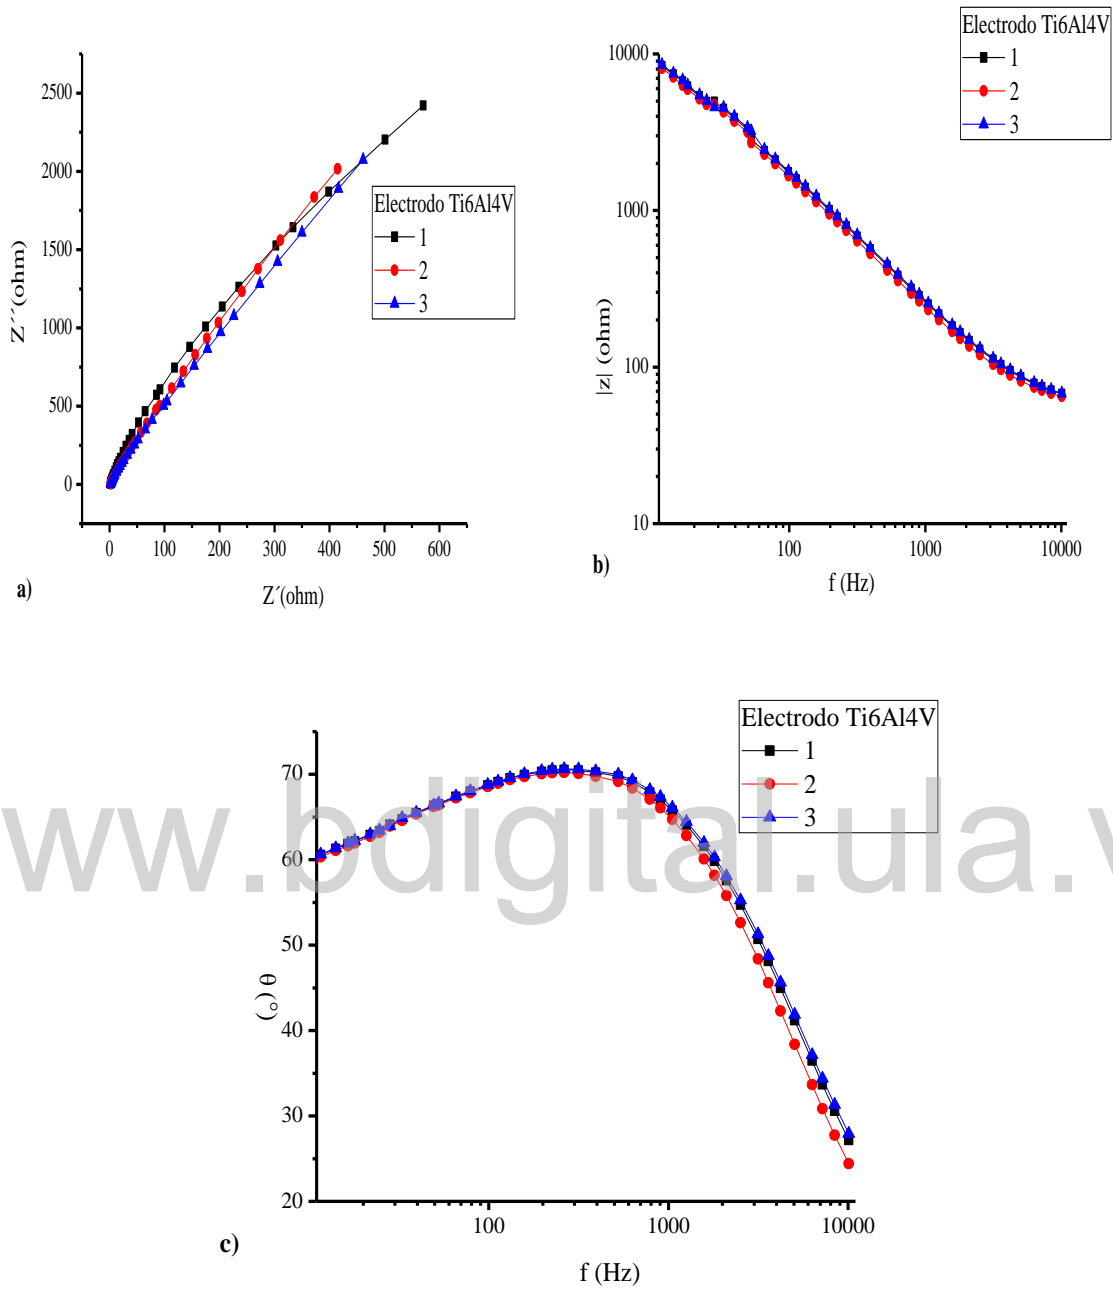 Electrodo Ti6Al4V
1
2
3
2500
2000
1500
1000
500
0
Z´´(ohm)
0 100 200 300 400 500 600
Z´(ohm)
a)
Electrodo Ti6Al4V
1
2
3
10000
1000
100
10
|z| (ohm)
100 1000 10000
f (Hz)
b)
Electrodo Ti6Al4V
1
2
3
70
60
50
40
30
20
θ (°)
100 1000 10000
f (Hz)
c)
ww.bdigital.ula.v